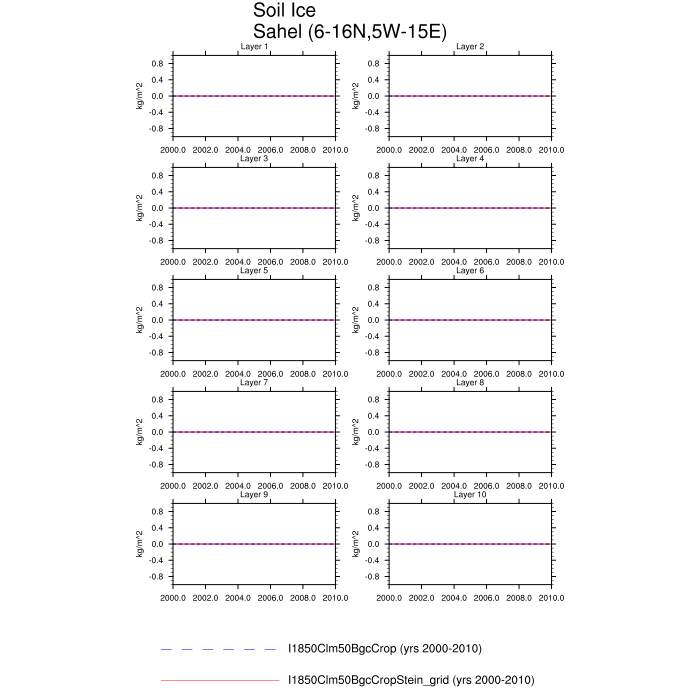 Soil Ice
Sahel (6-16N,5W-15E)
Layer 1
Layer 2
kg/m^2
0.8
0.4
0.0
-0.4
-0.8
2000.0 2002.0 2004.0 2006.0 2008.0 2010.0
0.8
0.4
0.0
-0.4
-0.8
2000.0 2002.0 2004.0 2006.0 2008.0 2010.0
Layer 3
Layer 4
kg/m^2
0.8
0.4
0.0
-0.4
-0.8
2000.0 2002.0 2004.0 2006.0 2008.0 2010.0
0.8
0.4
0.0
-0.4
-0.8
2000.0 2002.0 2004.0 2006.0 2008.0 2010.0
Layer 5
Layer 6
kg/m^2
0.8
0.4
0.0
-0.4
-0.8
2000.0 2002.0 2004.0 2006.0 2008.0 2010.0
0.8
0.4
0.0
-0.4
-0.8
2000.0 2002.0 2004.0 2006.0 2008.0 2010.0
Layer 7
Layer 8
kg/m^2
0.8
0.4
0.0
-0.4
-0.8
2000.0 2002.0 2004.0 2006.0 2008.0 2010.0
0.8
0.4
0.0
-0.4
-0.8
2000.0 2002.0 2004.0 2006.0 2008.0 2010.0
Layer 9
Layer 10
kg/m^2
0.8
0.4
0.0
-0.4
-0.8
2000.0 2002.0 2004.0 2006.0 2008.0 2010.0
0.8
0.4
0.0
-0.4
-0.8
2000.0 2002.0 2004.0 2006.0 2008.0 2010.0
I1850Clm50BgcCrop (yrs 2000-2010)
I1850Clm50BgcCropStein_grid (yrs 2000-2010)